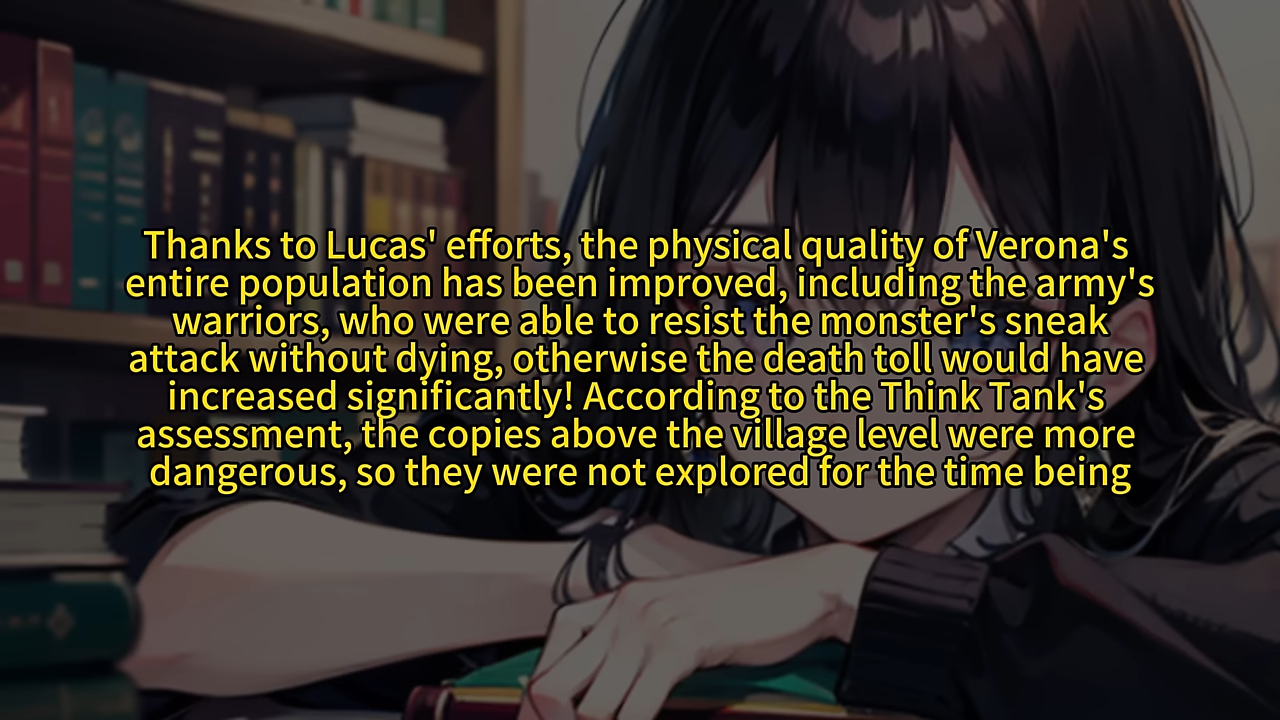 Thanks to Lucas' efforts, the physical quality of Verona's
entire population has been improved, including the army's
warriors, who were able to resist the monster's sneak
attack without dying, otherwise the death toll would have
increased significantly! According to the Think Tank's
assessment, the copies above the village level were more
dangerous, so they were not explored for the time being